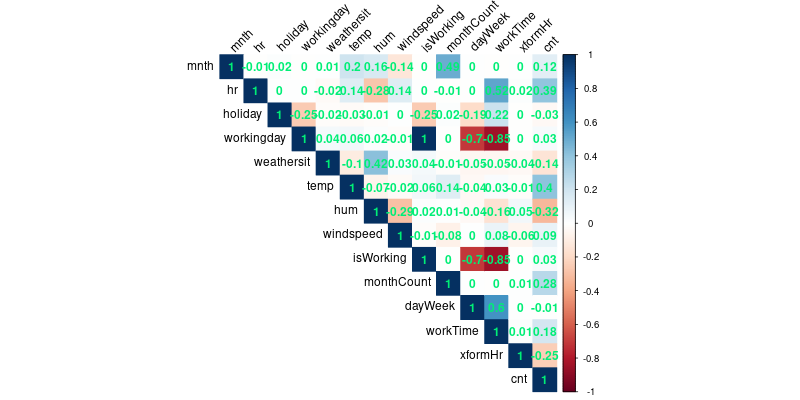 mnth hr holiday workingday weathersit temp hum windspeed isWorking monthCount dayWeek workTime xformHr cnt
mnth 1 -0.01 0.02 0 0.01 0.2 0.16 -0.14 0 0 0 0 0.12
hr 1 0 0 -0.02 0.14 -0.28 0.14 0 -0.01 0 0.02 0.39
holiday 1 -0.25 -0.02 -0.03 -0.01 0 -0.25 0.02 -0.19 0.22 0 -0.03
workingday 1 0.04 0.06 0.02 -0.01 1 0 -0.7 -0.85 0 0.03
weathersit 1 -0.1 0.42 0.03 0.04 -0.01 -0.05 -0.05 -0.04 -0.14
temp 1 -0.07 -0.02 0.06 0.14 -0.04 -0.03 -0.01 0.4
hum 1 -0.29 0.02 0.01 -0.04 -0.16 0.05 -0.32
windspeed 1 -0.01 -0.08 0 0.08 -0.06 0.09
isWorking 1 0 -0.7 -0.85 0 0.03
monthCount 1 0 0 0.01 0.28
dayWeek 1 0.6 0 -0.01
workTime 1 0.01 0.18
xformHr 1 -0.25
cnt 1
1
0.8
0.6
0.4
0.2
0
-0.2
-0.4
-0.6
-0.8
-1